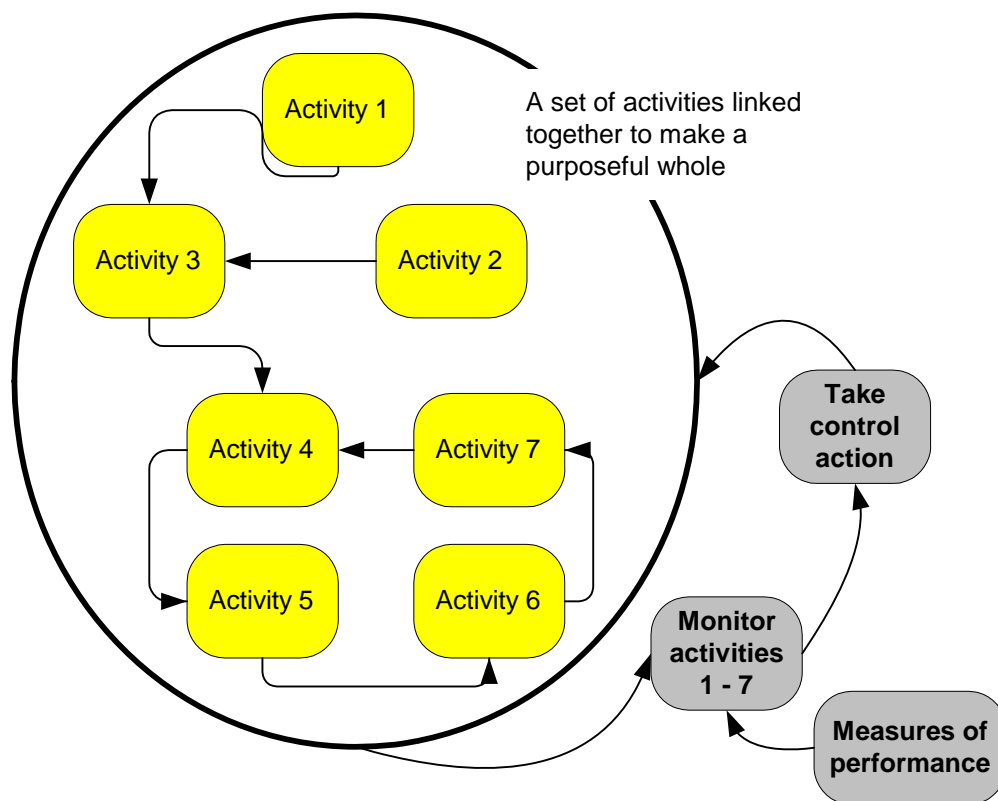 Activity 1
A set of activities linked
together to make a
purposeful whole
Activity 3
Activity 2
Activity 4
Activity 7
Take
control
action
Activity 5
Activity 6
Monitor
activities
1 - 7
Measures of
performance